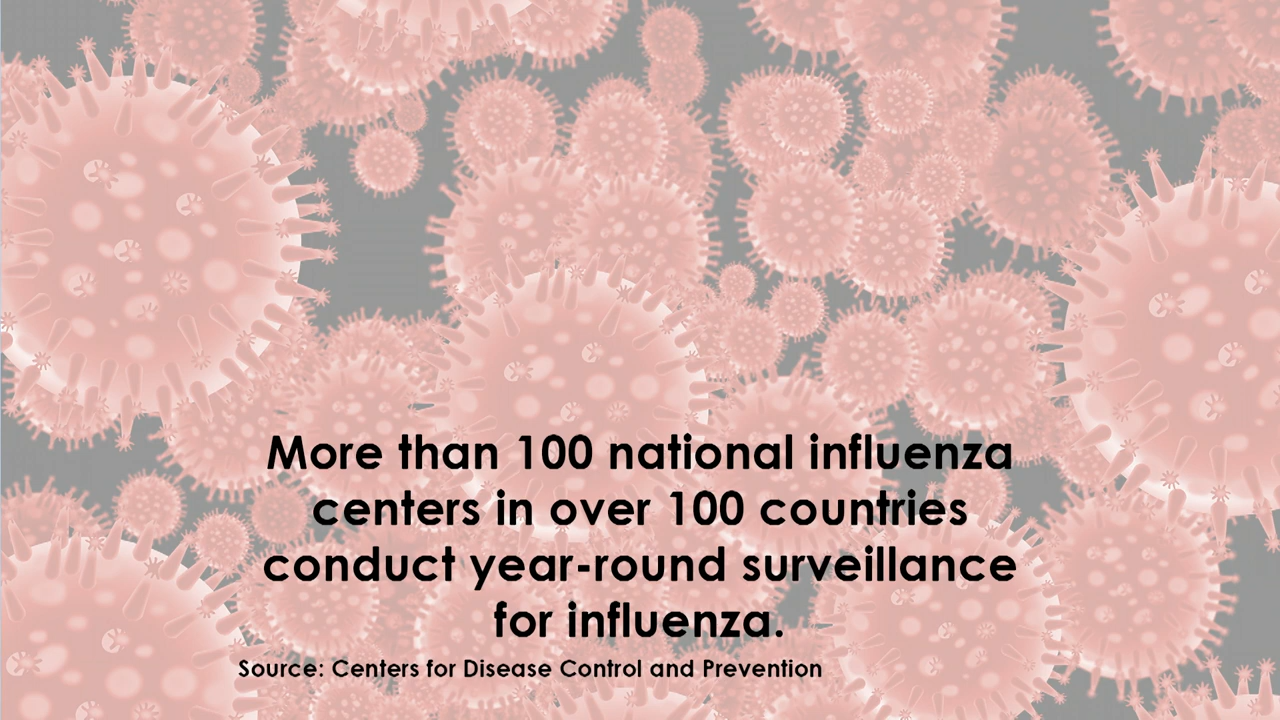 More than 100 national influenza
centers in over 100 countries
conduct year-round surveillance
for influenza.
Source: Centers for Disease Control and Prevention